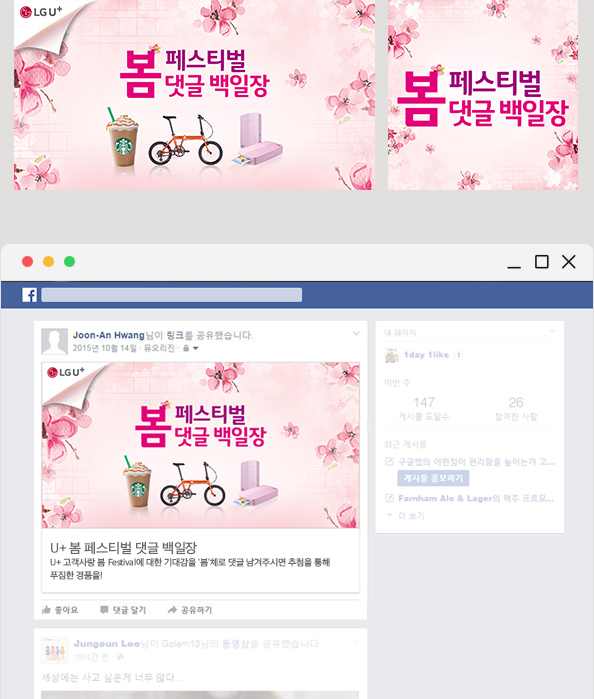 LG U+
봄 페스티벌
댓글 백일장
봄 페스티벌
댓글 백일장
Joon-An Hwang님이 링크를 공유했습니다.
2015년 10월 14일 · 뮤오리진 ·
LG U+
봄 페스티벌
댓글 백일장
U+ 봄 페스티벌 댓글 백일장
U+ 고객사랑 봄 Festival에 대한 기대감을 '봄'체로 댓글 남겨주시면 추첨을 통해
푸짐한 경품을!
좋아요 댓글 달기 공유하기
Jungeun Lee님이 Golam13님의 동영상을 공유했습니다
18시간 전 ·
세상에는 사고 싶은게 너무 많다...
내 페이지
1day 1like 1
이번 주
147 26
게시물 도달수 참여한 사람
최근 게시물
구글맵의 어떤점이 편리함을 높이는가 고...
게시물 홍보하기
Farnham Ale & Lager의 맥주 프로모...
더 보기